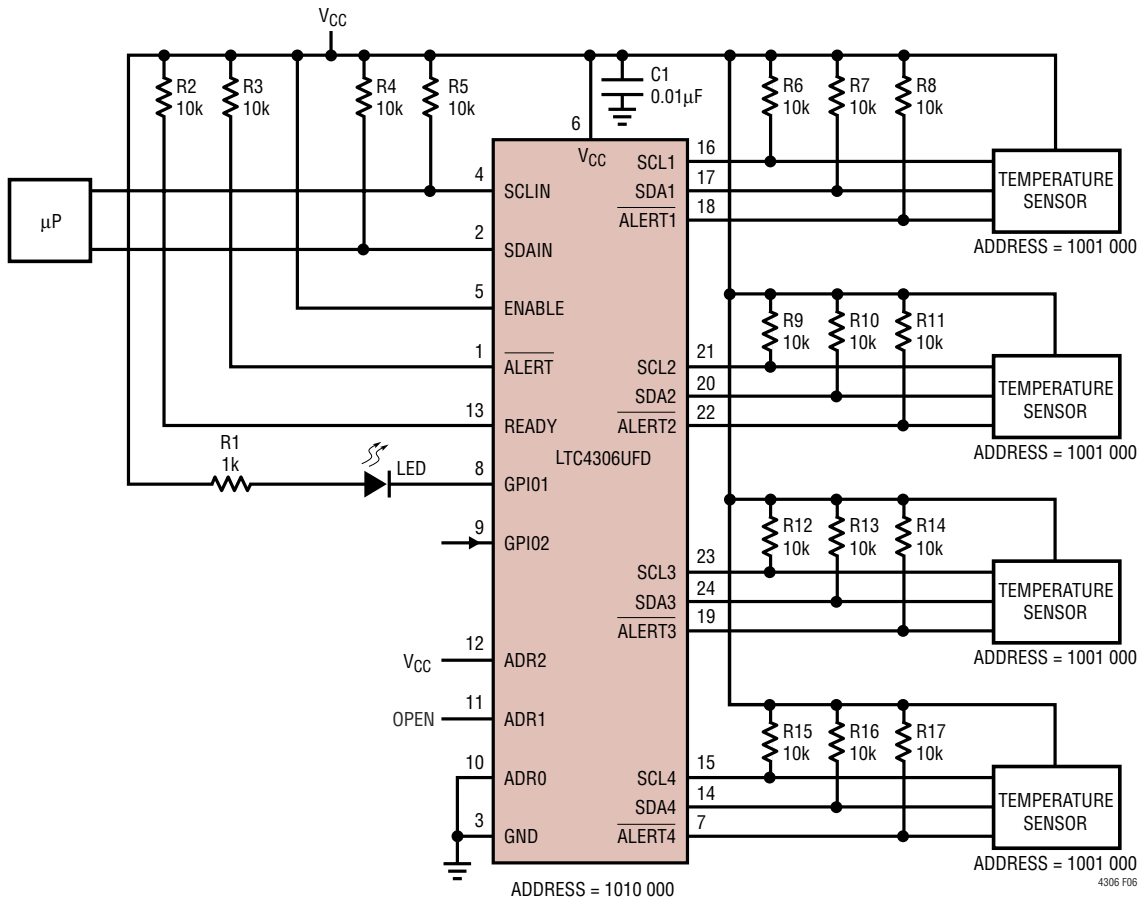 VCC
R2
10k
R3
10k
R4
10k
R5
10k
C1
0.01µF
R6
10k
R7
10k
R8
10k
6
VCC
µP
4
SCLIN
2
SDAIN
5
ENABLE
1
ALERT
13
READY
R1
1k
LED
8
GPIO1
9
GPIO2
LTC4306UFD
VCC
12
ADR2
OPEN
11
ADR1
10
ADR0
3
GND
ADDRESS = 1010 000
SCL1
16
SDA1
17
ALERT1
18
TEMPERATURE
SENSOR
ADDRESS = 1001 000
R9
10k
R10
10k
R11
10k
SCL2
21
SDA2
20
ALERT2
22
TEMPERATURE
SENSOR
ADDRESS = 1001 000
R12
10k
R13
10k
R14
10k
SCL3
23
SDA3
24
ALERT3
19
TEMPERATURE
SENSOR
ADDRESS = 1001 000
R15
10k
R16
10k
R17
10k
SCL4
15
SDA4
14
ALERT4
7
TEMPERATURE
SENSOR
ADDRESS = 1001 000
4306 F06